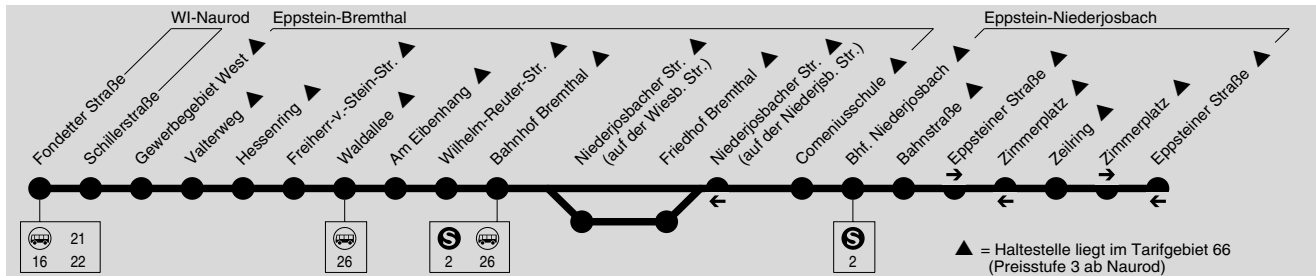 WI-Naurod
Eppstein-Bremthal
Eppstein-Niederjosbach
Fondetter Straße
Schillerstraße
Gewerbegebiet West ▲
Valterweg ▲
Hessenring ▲
Freiherr-v.-Stein-Str. ▲
Waldallee ▲
Am Eibenhang ▲
Wilhelm-Reuter-Str. ▲
Bahnhof Bremthal ▲
Niederjosbacher Str. ▲
(auf der Wiesb. Str.)
Friedhof Bremthal ▲
Niederjosbacher Str. ▲
(auf der Niederjsb. Str.)
Comeniusschule ▲
Bhf. Niederjosbach ▲
Bahnstraße ▲
Eppsteiner Straße ▲
Zimmerplatz ▲
Zeilring ▲
Zimmerplatz ▲
Eppsteiner Straße ▲
→ → 
← ← ←
21
16 22
26
S
2 26
S
2
▲ = Haltestelle liegt im Tarifgebiet 66
(Preisstufe 3 ab Naurod)